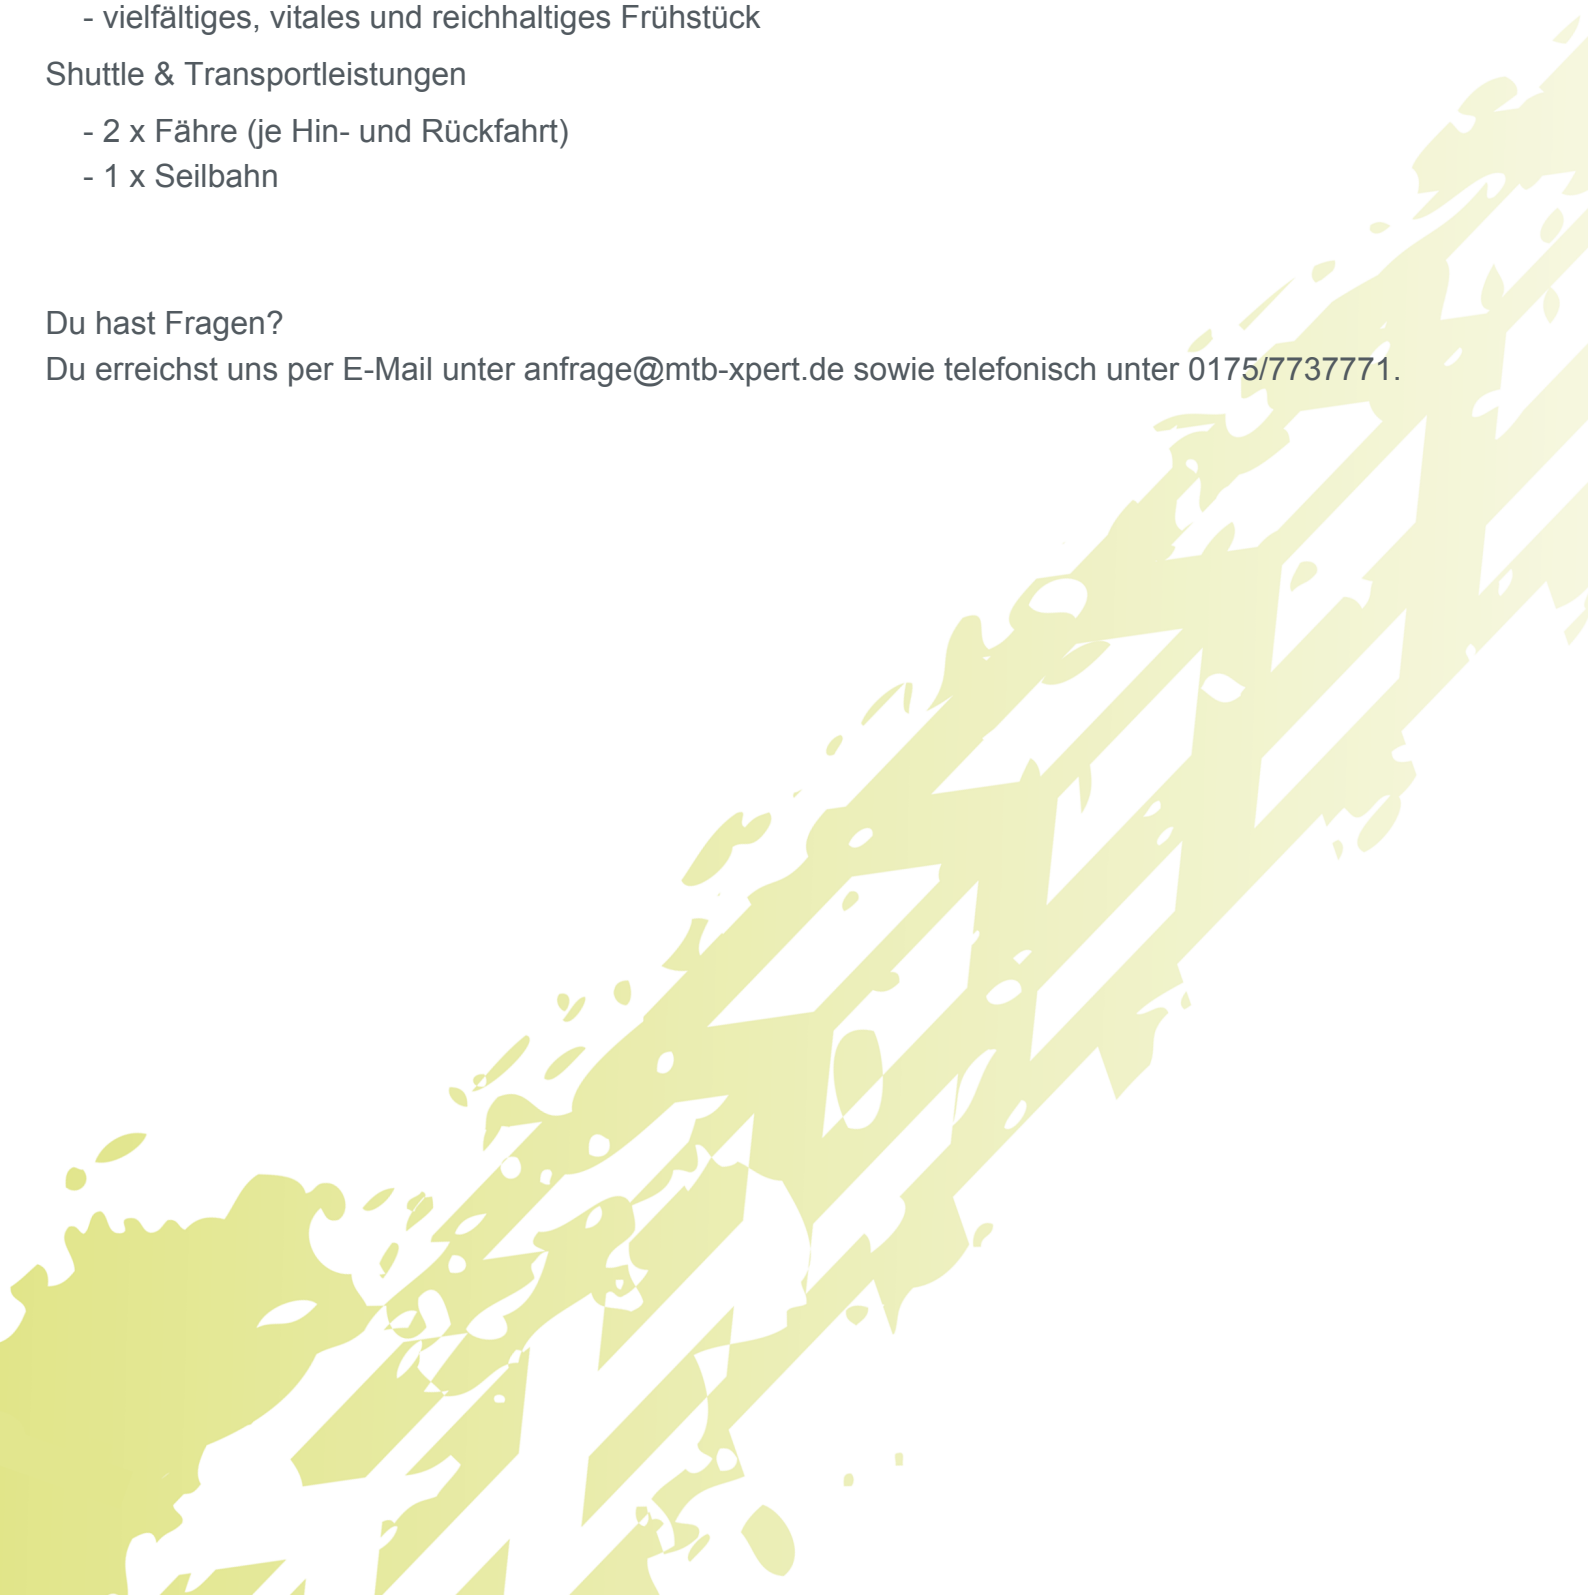 - vielfältiges, vitales und reichhaltiges Frühstück
Shuttle & Transportleistungen
- 2 x Fähre (je Hin- und Rückfahrt)
- 1 x Seilbahn
Du hast Fragen?
Du erreichst uns per E-Mail unter anfrage@mtb-xpert.de sowie telefonisch unter 0175/7737771.